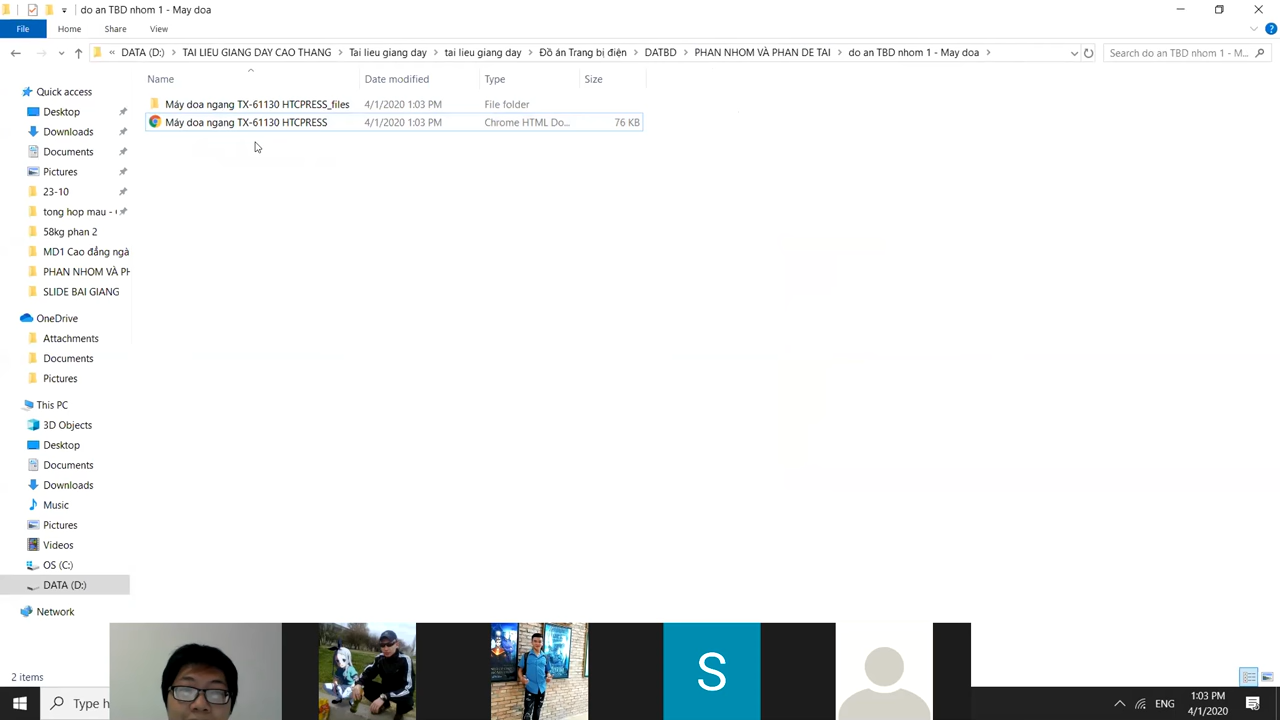 do an TBD nhom 1 - May doa
File Home Share View
« DATA (D:) TAI LIEU GIANG DAY CAO THANG Tai lieu giang day tai lieu giang day Đồ án Trang bị điện DATBD PHAN NHOM VÀ PHAN DE TAI do an TBD nhom 1 - May doa Search do an TBD nhom 1 - M...
Name Date modified Type Size
Quick access
Máy doa ngang TX-61130 HTCPRESS_files 4/1/2020 1:03 PM File folder
Desktop
Máy doa ngang TX-61130 HTCPRESS 4/1/2020 1:03 PM Chrome HTML Do... 76 KB
Downloads
Documents
Pictures
23-10
tong hop mau -
58kg phan 2
MD1 Cao đẳng ngà
PHAN NHOM VÀ PH
SLIDE BAI GIANG
OneDrive
Attachments
Documents
Pictures
This PC
3D Objects
Desktop
Documents
Downloads
Music
Pictures
Videos
OS (C:)
DATA (D:)
Network
2 items
S
Type h
ENG
1:03 PM
4/1/2020